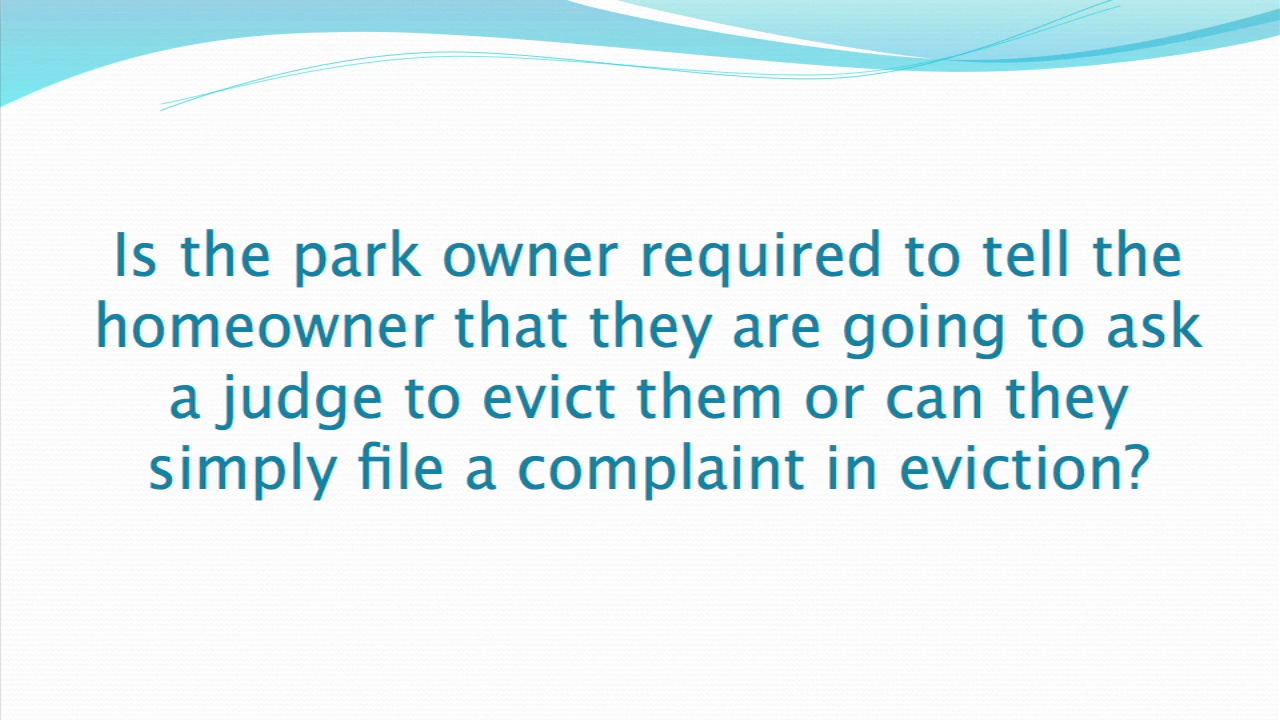 Is the park owner required to tell the
homeowner that they are going to ask
a judge to evict them or can they
simply file a complaint in eviction?